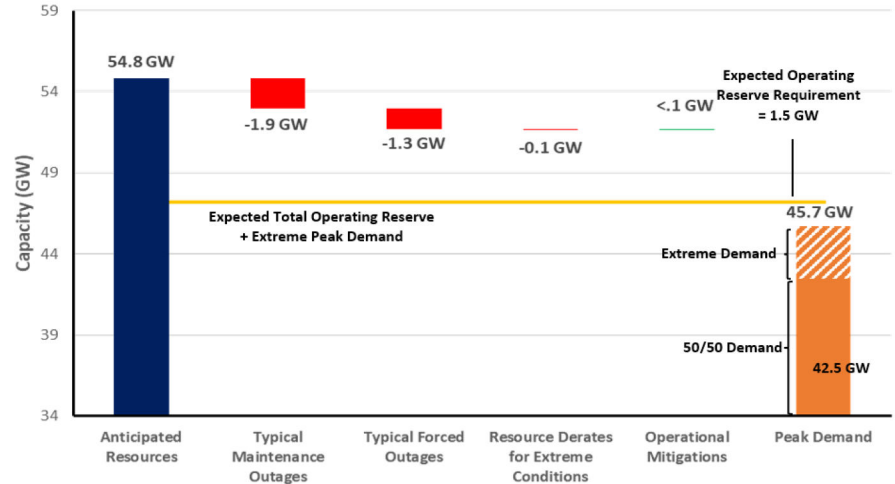 59
54
49
44
39
34
Capacity (GW)
54.8 GW
-1.9 GW
-1.3 GW
-0.1 GW
<.1 GW
Expected Operating
Reserve Requirement
= 1.5 GW
Expected Total Operating Reserve
+ Extreme Peak Demand
45.7 GW
Extreme Demand
50/50 Demand
42.5 GW
Anticipated
Resources
Typical
Maintenance
Outages
Typical Forced
Outages
Resource Derates
for Extreme
Conditions
Operational
Mitigations
Peak Demand